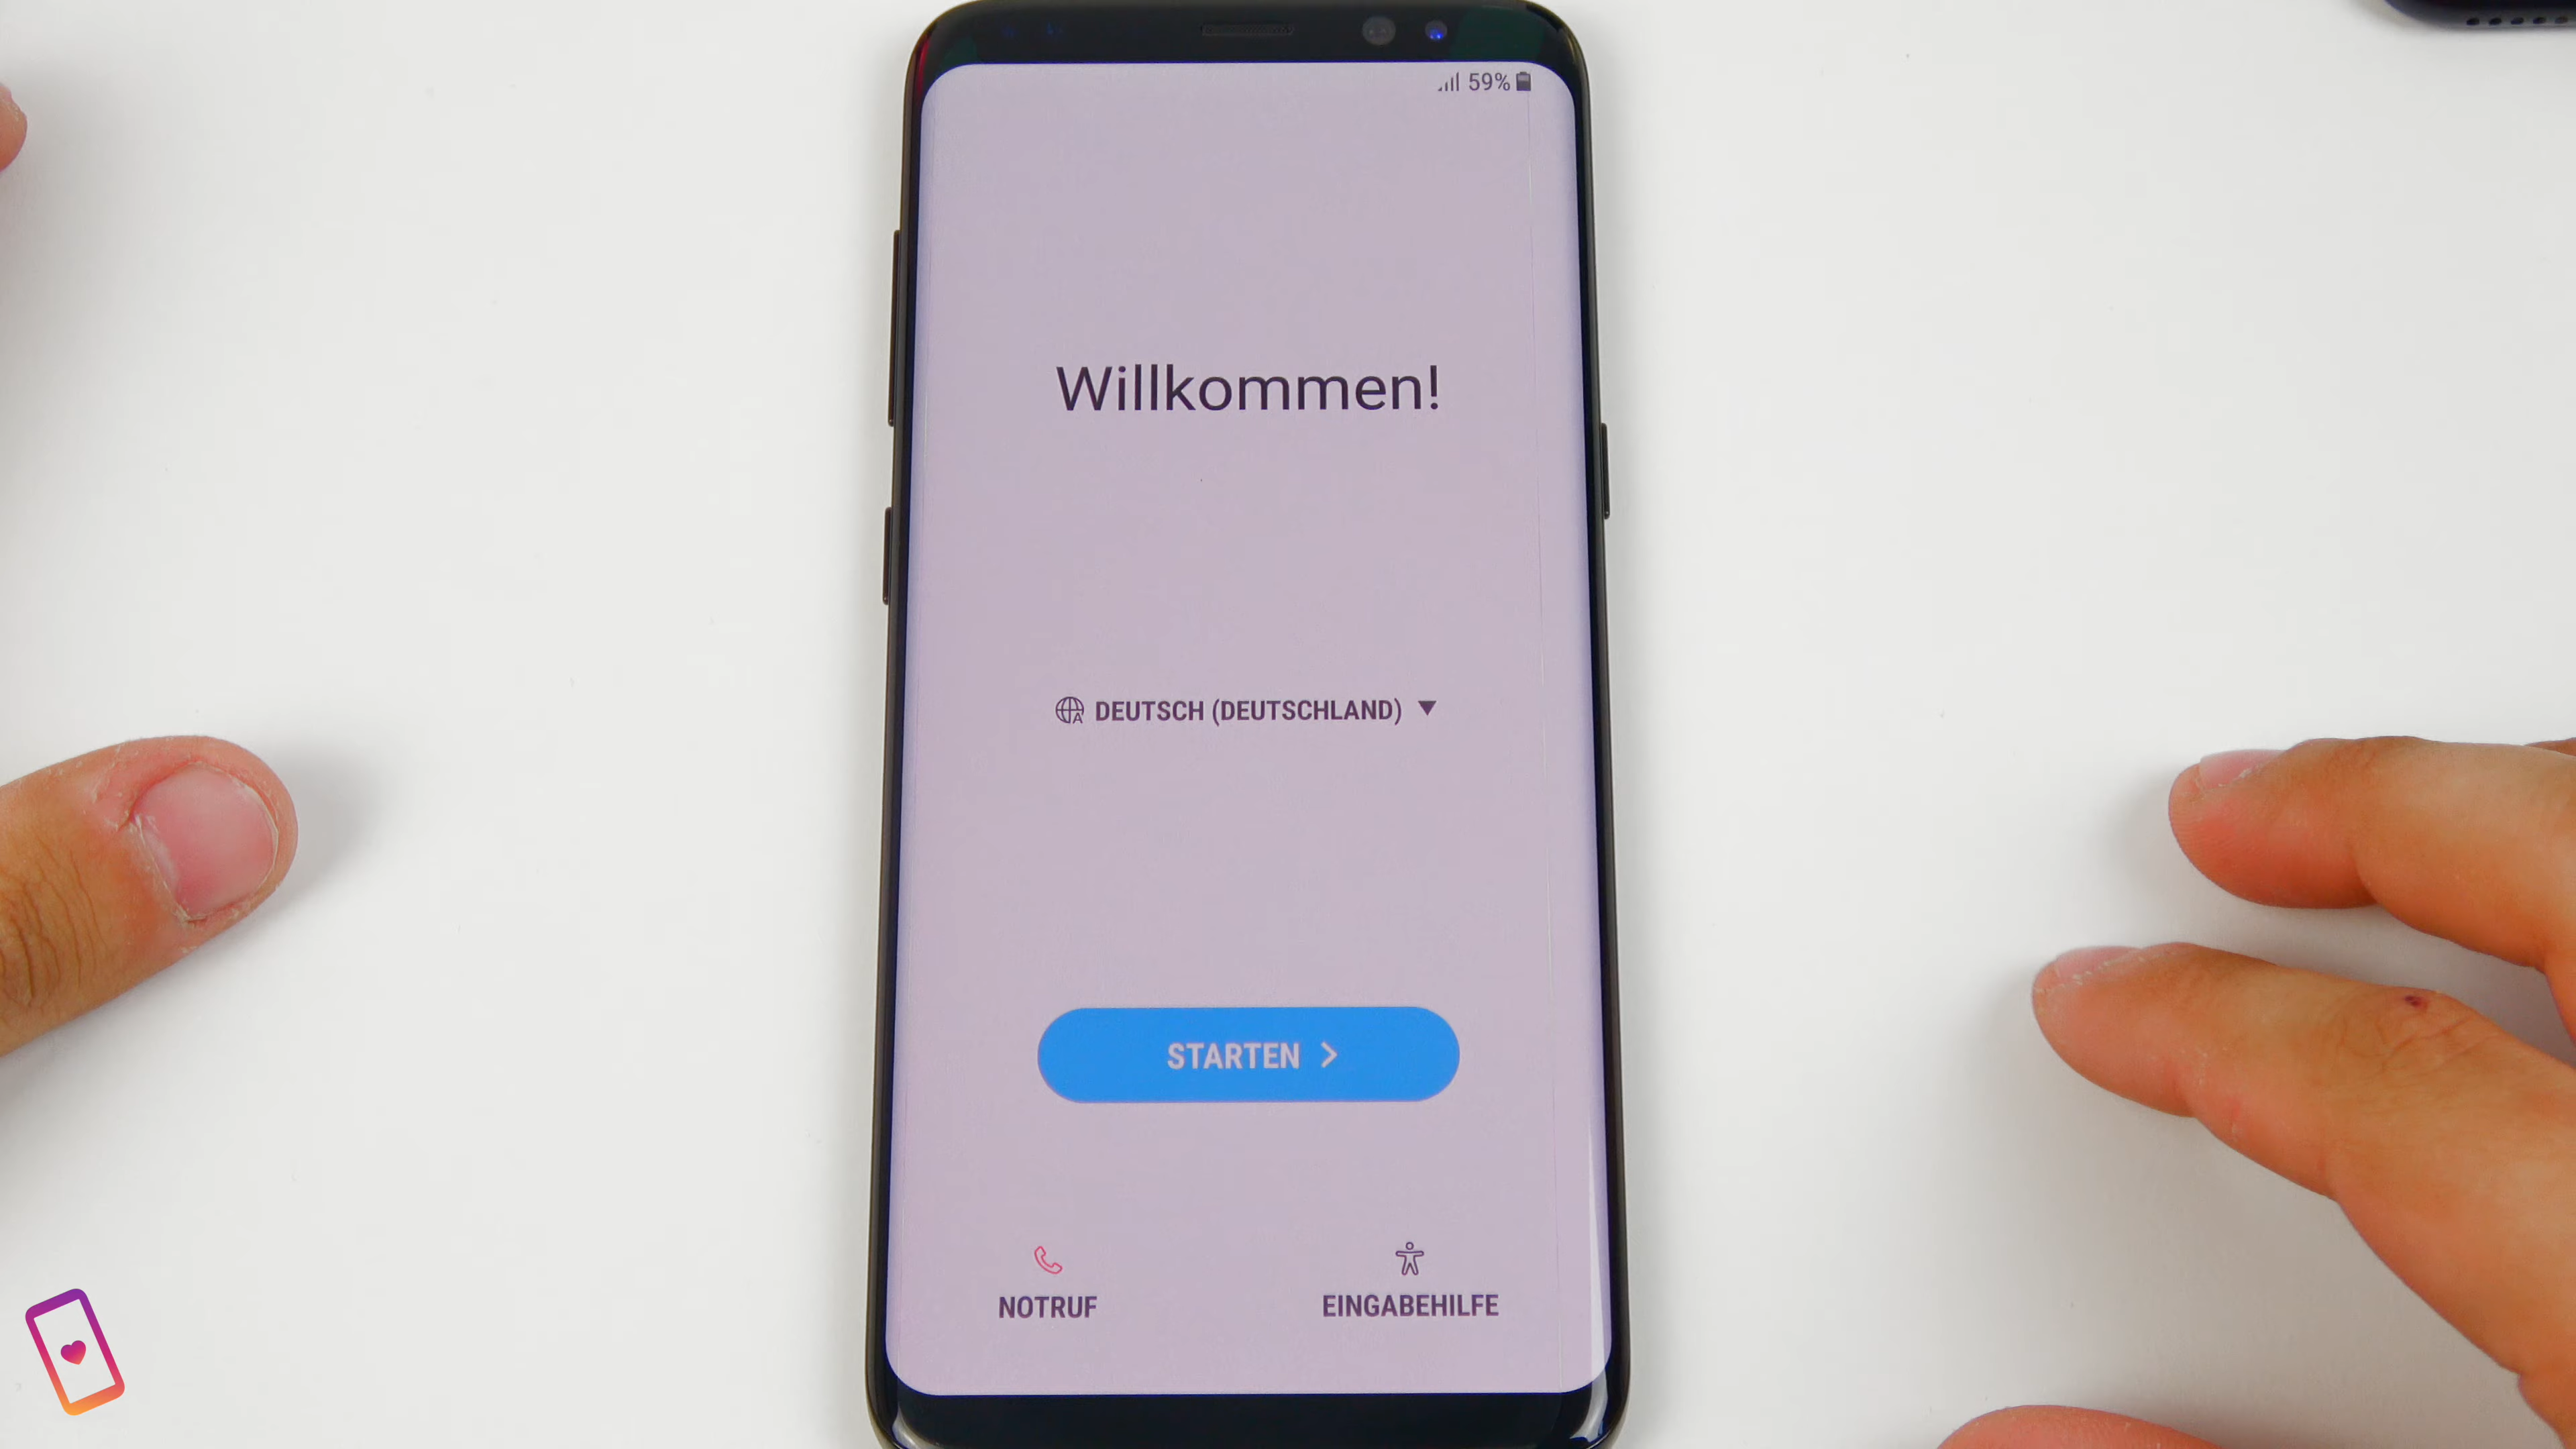 59%
Willkommen!
DEUTSCH (DEUTSCHLAND)
STARTEN
NOTRUF
EINGABEHILFE